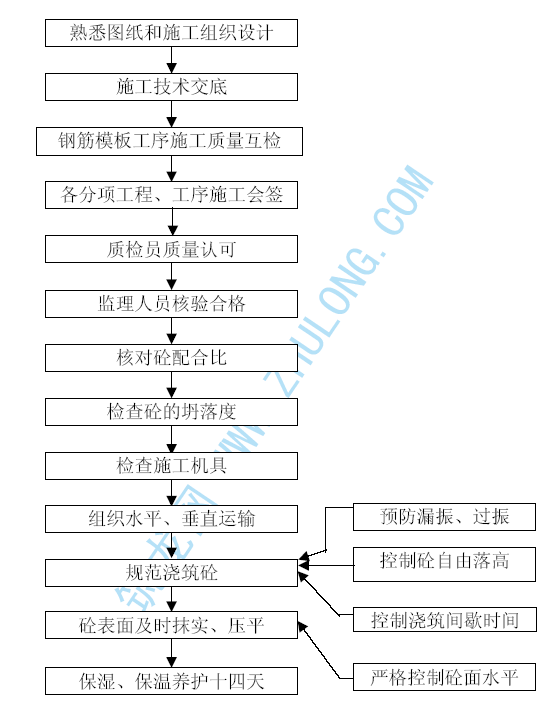 熟悉图纸和施工组织设计
施工技术交底
钢筋模板工序施工质量互检
各分项工程、工序施工会签
质检员质量认可
监理人员核验合格
核对砼配合比
检查砼的坍落度
检查施工机具
组织水平、垂直运输
预防漏振、过振
规范浇筑砼
控制砼自由落高
控制浇筑间歇时间
砼表面及时抹实、压平
严格控制砼面水平
保湿、保温养护十四天
筑龙网 WWW.ZHULONG.COM